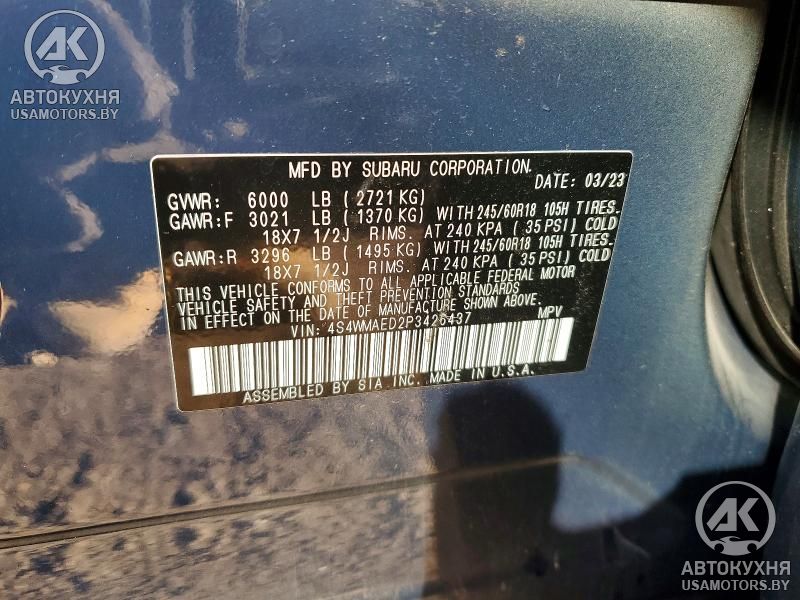 AK
АВТОКУХНЯ
USAMOTORS.BY
MFD BY SUBARU CORPORATION.
DATE: 03/23
GVWR: 6000 LB ( 2721 KG)
GAWR:F 3021 LB ( 1370 KG) WITH 245/60R18 105H TIRES.
18X7 1/2J RIMS. AT 240 KPA ( 35 PSI) COLD
GAWR:R 3296 LB ( 1495 KG) WITH 245/60R18 105H TIRES.
18X7 1/2J RIMS. AT 240 KPA ( 35 PSI) COLD
THIS VEHICLE CONFORMS TO ALL APPLICABLE FEDERAL MOTOR
VEHICLE SAFETY AND THEFT PREVENTION STANDARDS
IN EFFECT ON THE DATE OF MANUFACTURE SHOWN ABOVE.
VIN: 4S4WMAED2P3425437 MPV
ASSEMBLED BY SIA, INC. MADE IN U.S.A.
AK
АВТОКУХНЯ
USAMOTORS.BY